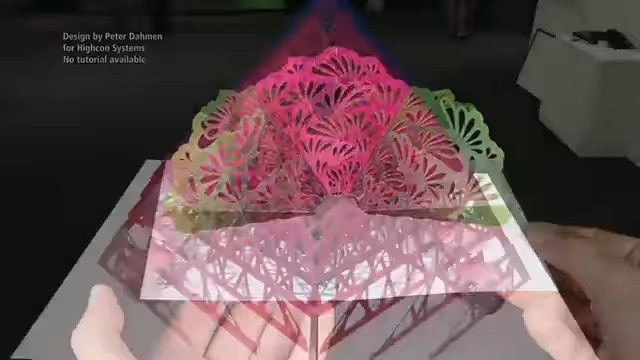 Design by Peter Dahmen
for Highcon Systems
No tutorial available